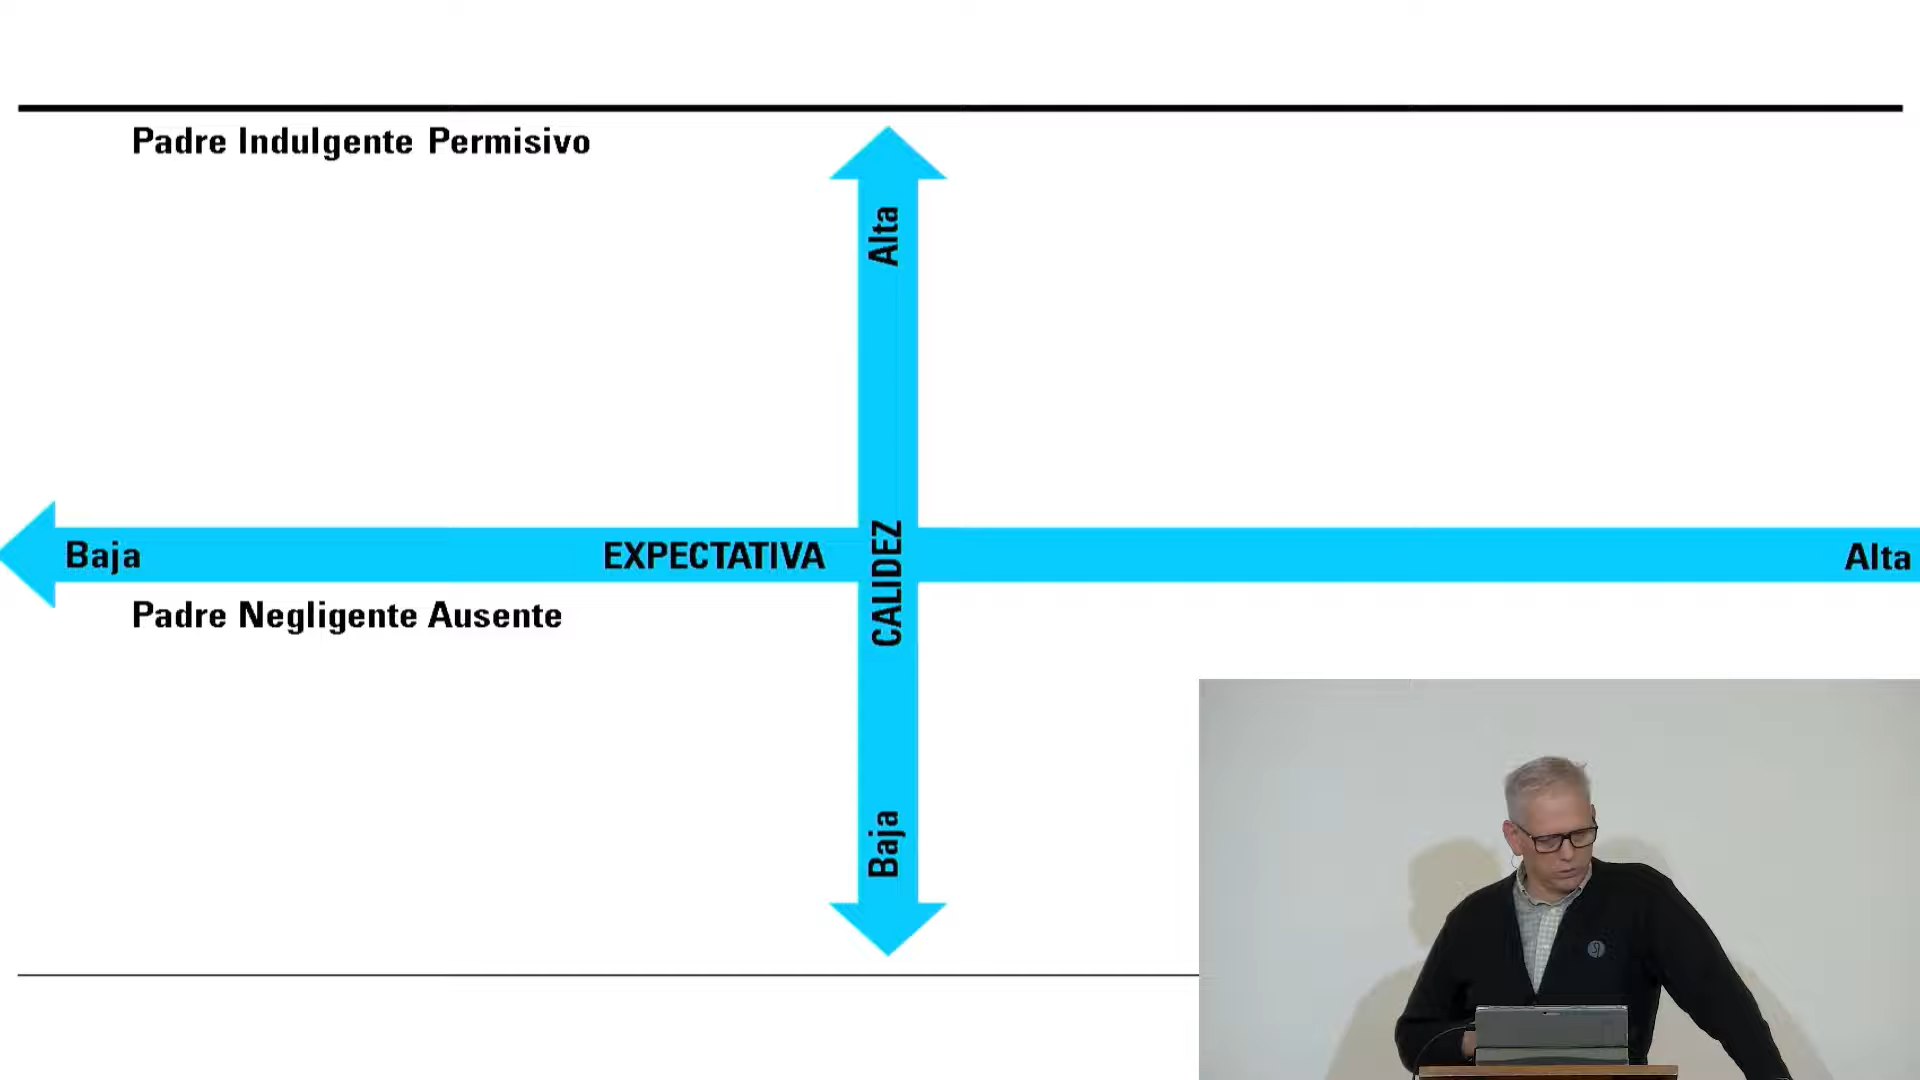 Padre Indulgente Permisivo
Alta
Baja
EXPECTATIVA
CALIDEZ
Alta
Padre Negligente Ausente
Baja